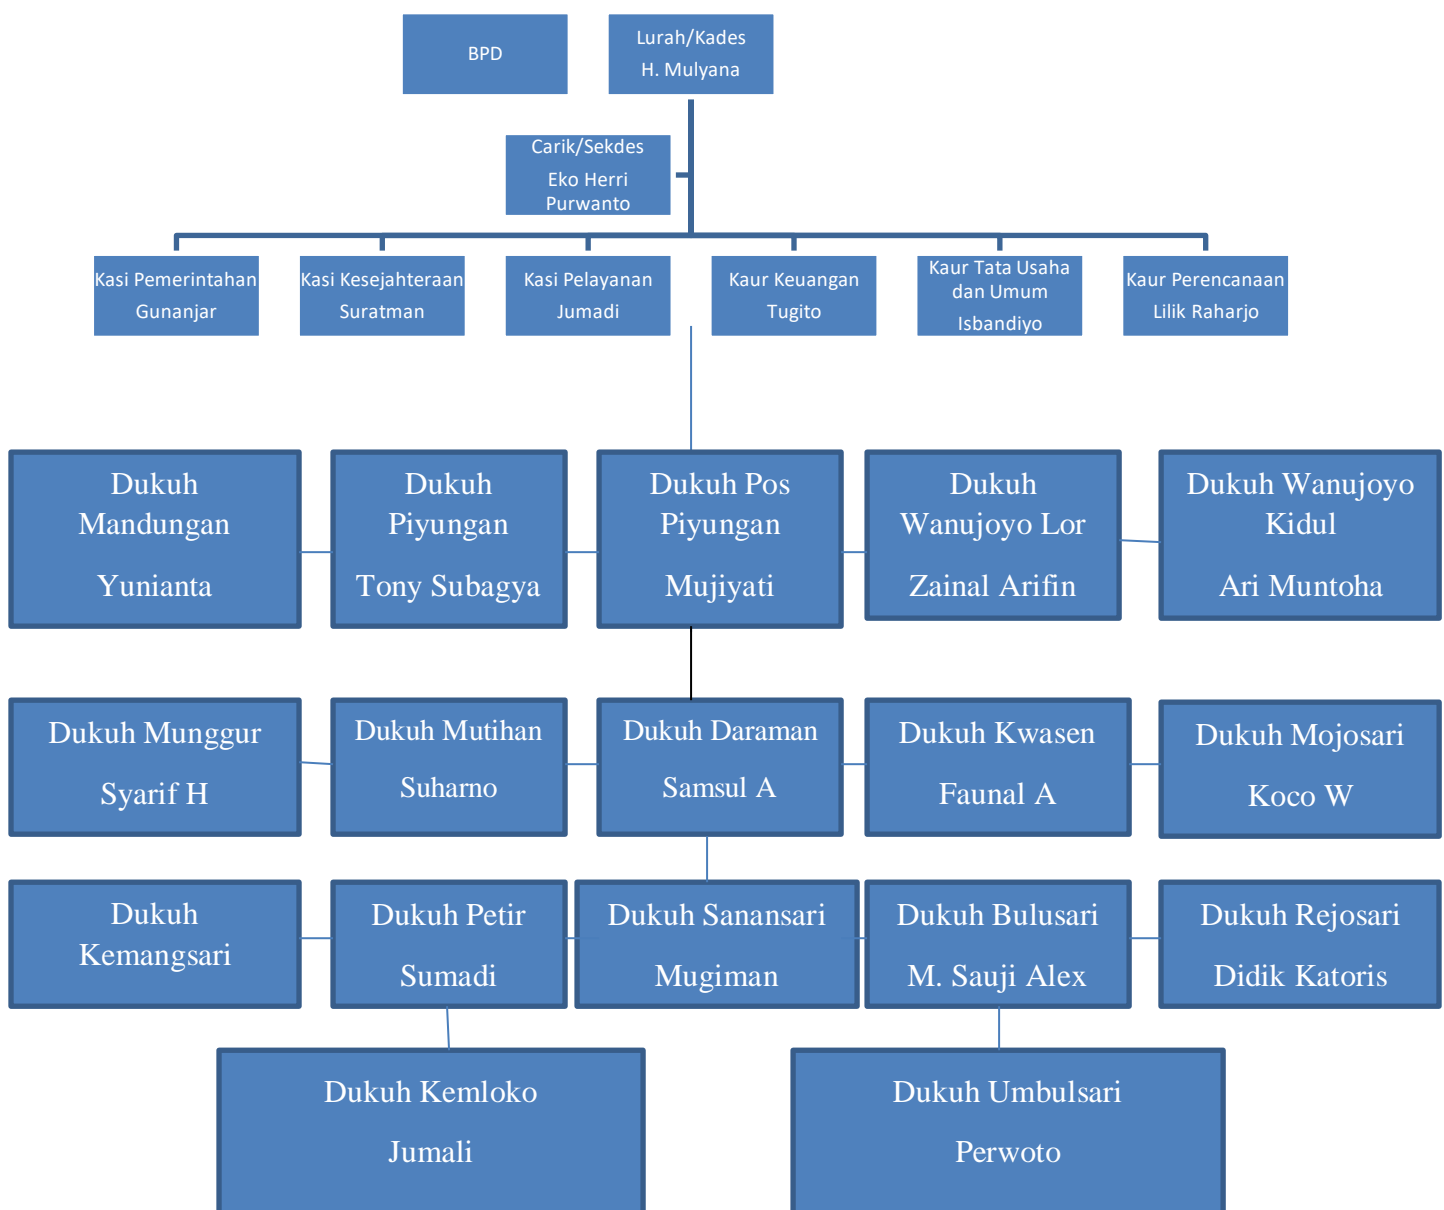 BPD
Lurah/Kades
H. Mulyana
Carik/Sekdes
Eko Herri
Purwanto
Kasi Pemerintahan
Gunanjar
Kasi Kesejahteraan
Suratman
Kasi Pelayanan
Jumadi
Kaur Keuangan
Tugito
Kaur Tata Usaha
dan Umum
Isbandiyo
Kaur Perencanaan
Lilik Raharjo
Dukuh
Mandungan
Yunianta
Dukuh
Piyungan
Tony Subagya
Dukuh Pos
Piyungan
Mujiyati
Dukuh
Wanujoyo Lor
Zainal Arifin
Dukuh Wanujoyo
Kidul
Ari Muntoha
Dukuh Munggur
Syarif H
Dukuh Mutihan
Suharno
Dukuh Daraman
Samsul A
Dukuh Kwasen
Faunal A
Dukuh Mojosari
Koco W
Dukuh
Kemangsari
Dukuh Petir
Sumadi
Dukuh Sanansari
Mugiman
Dukuh Bulusari
M. Sauji Alex
Dukuh Rejosari
Didik Katoris
Dukuh Kemloko
Jumali
Dukuh Umbulsari
Perwoto